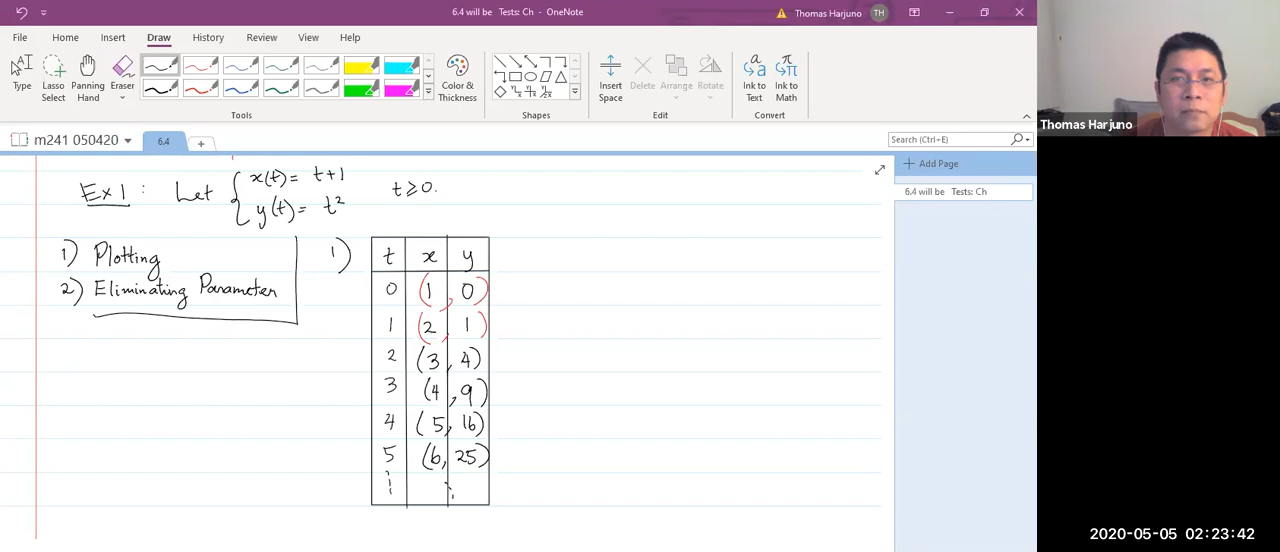 6.4 will be Tests: Ch - OneNote
Thomas Harjuno TH
File Home Insert Draw History Review View Help
Type
Lasso Select
Panning Hand
Eraser
Color & Thickness
Insert Space
Delete
Arrange
Rotate
Ink to Text
Ink to Math
Tools Shapes Edit Convert
m241 050420 6.4
Search (Ctrl+E)
Thomas Harjuno
Add Page
6.4 will be Tests: Ch
Ex 1 : Let { x(t) = t+1
y(t) = t² t ≥ 0.
1) Plotting
2) Eliminating Parameter
1)
t x y
0 (1, 0)
1 (2, 1)
2 (3, 4)
3 (4, 9)
4 (5, 16)
5 (6, 25)
⋮ ⋮
2020-05-05 02:23:42